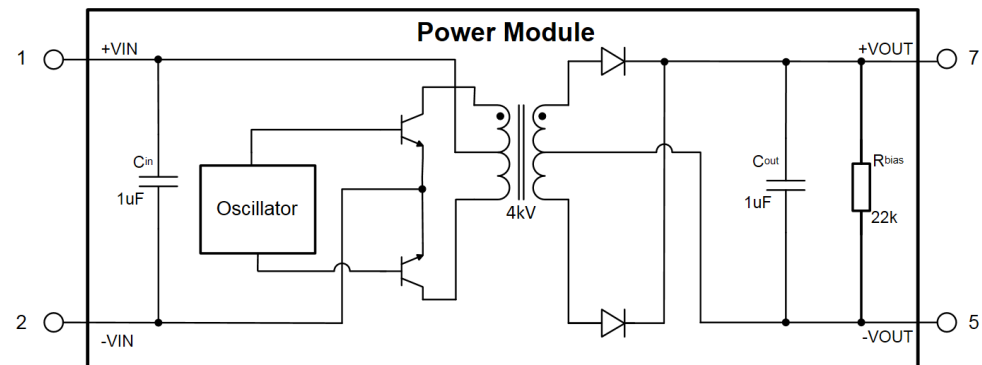 Power Module
1
+VIN
+VOUT
7
Cin
1uF
Oscillator
4kV
Cout
1uF
Rbias
22k
2
-VIN
-VOUT
5